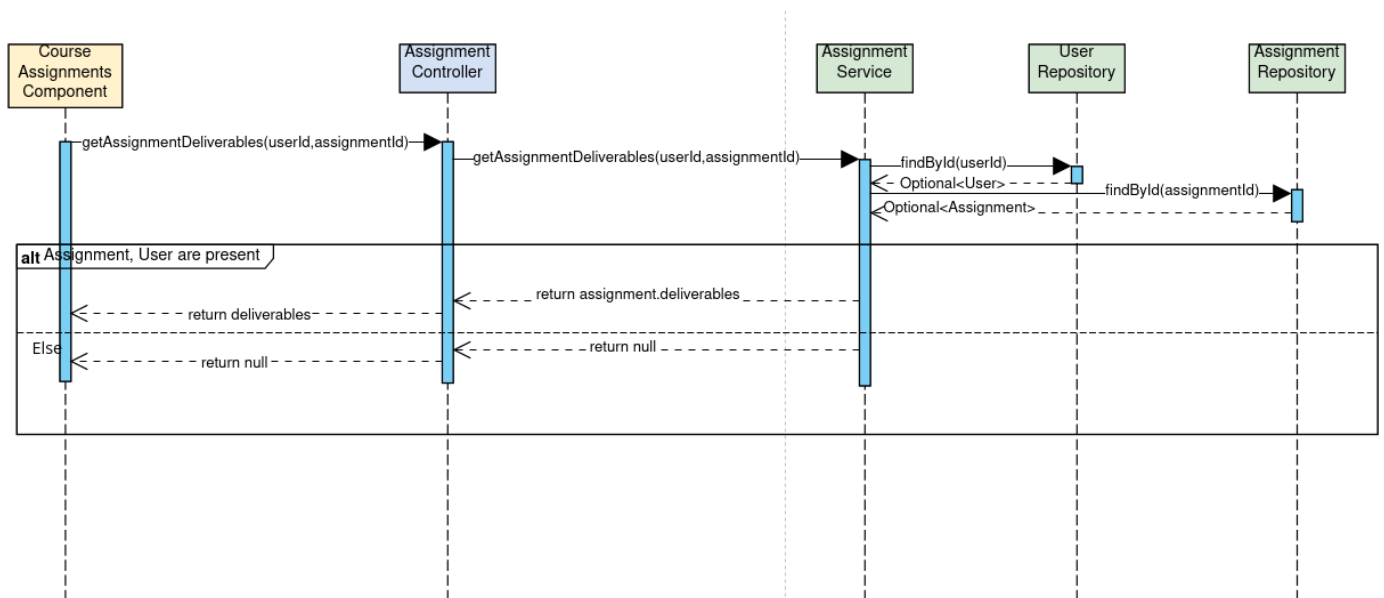 Course
Assignments
Component
Assignment
Controller
Assignment
Service
User
Repository
Assignment
Repository
getAssignmentDeliverables(userId,assignmentId)
getAssignmentDeliverables(userId,assignmentId)
findById(userId)
Optional<User>
findById(assignmentId)
Optional<Assignment>
alt Assignment, User are present
return assignment.deliverables
return deliverables
Else
return null
return null